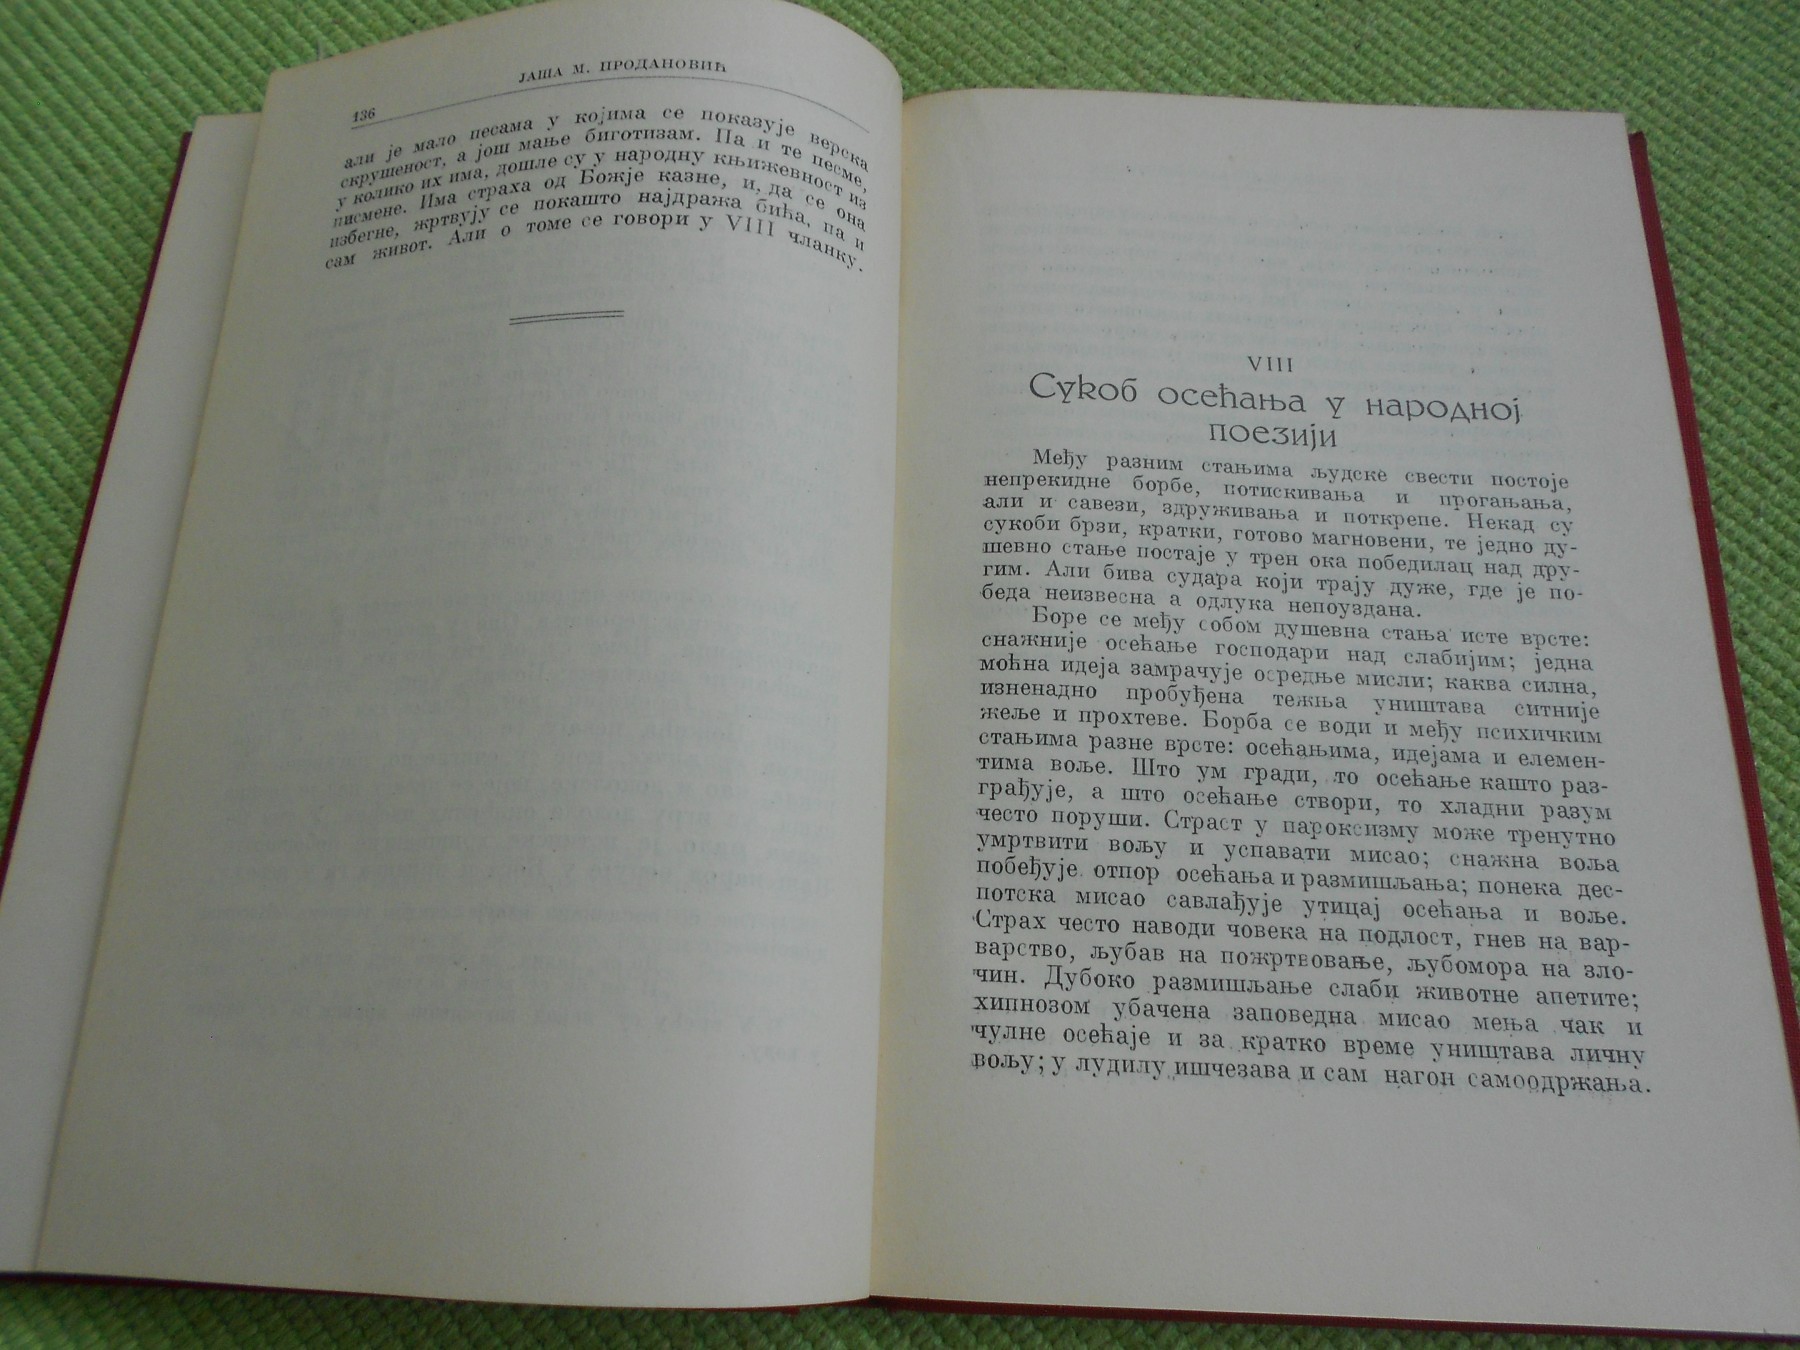 136
ЈАША М. ПРОДАНОВИЋ
али је мало песама у којима се показује верска
скрушеност, а још мање биготизам. Па и те песме,
у колико их има, дошле су у народну књижевност из
писмене. Има страха од Божје казне, и, да се она
избегне, жртвују се покашто најдража бића, па и
сам живот. Али о томе се говори у VIII чланку.
VIII
Сукоб осећања у народној
поезији
Међу разним стањима људске свести постоје
непрекидне борбе, потискивања и прогањања,
али и савези, здруживања и поткрепе. Некад су
сукоби брзи, кратки, готово магновени, те једно ду-
шевно стање постаје у трен ока победилац над дру-
гим. Али бива судара који трају дуже, где је по-
беда неизвесна а одлука непоуздана.
Боре се међу собом душевна стања исте врсте:
снажније осећање господари над слабијим; једна
моћна идеја замрачује осредње мисли; каква силна,
изненадно пробуђена тежња уништава ситније
жеље и прохтеве. Борба се води и међу психичким
стањима разне врсте: осећањима, идејама и елемен-
тима воље. Што ум гради, то осећање кашто раз-
грађује, а што осећање створи, то хладни разум
често поруши. Страст у пароксизму може тренутно
умртвити вољу и успавати мисао; снажна воља
побеђује отпор осећања и размишљања; понека дес-
потска мисао савлађује утицај осећања и воље.
Страх често наводи човека на подлост, гнев на вар-
варство, љубав на пожртвовање, љубомора на зло-
чин. Дубоко размишљање слаби животне апетите;
хипнозом убачена заповедна мисао мења чак и
чулне осећаје и за кратко време уништава личну
вољу; у лудилу ишчезава и сам нагон самоодржања.